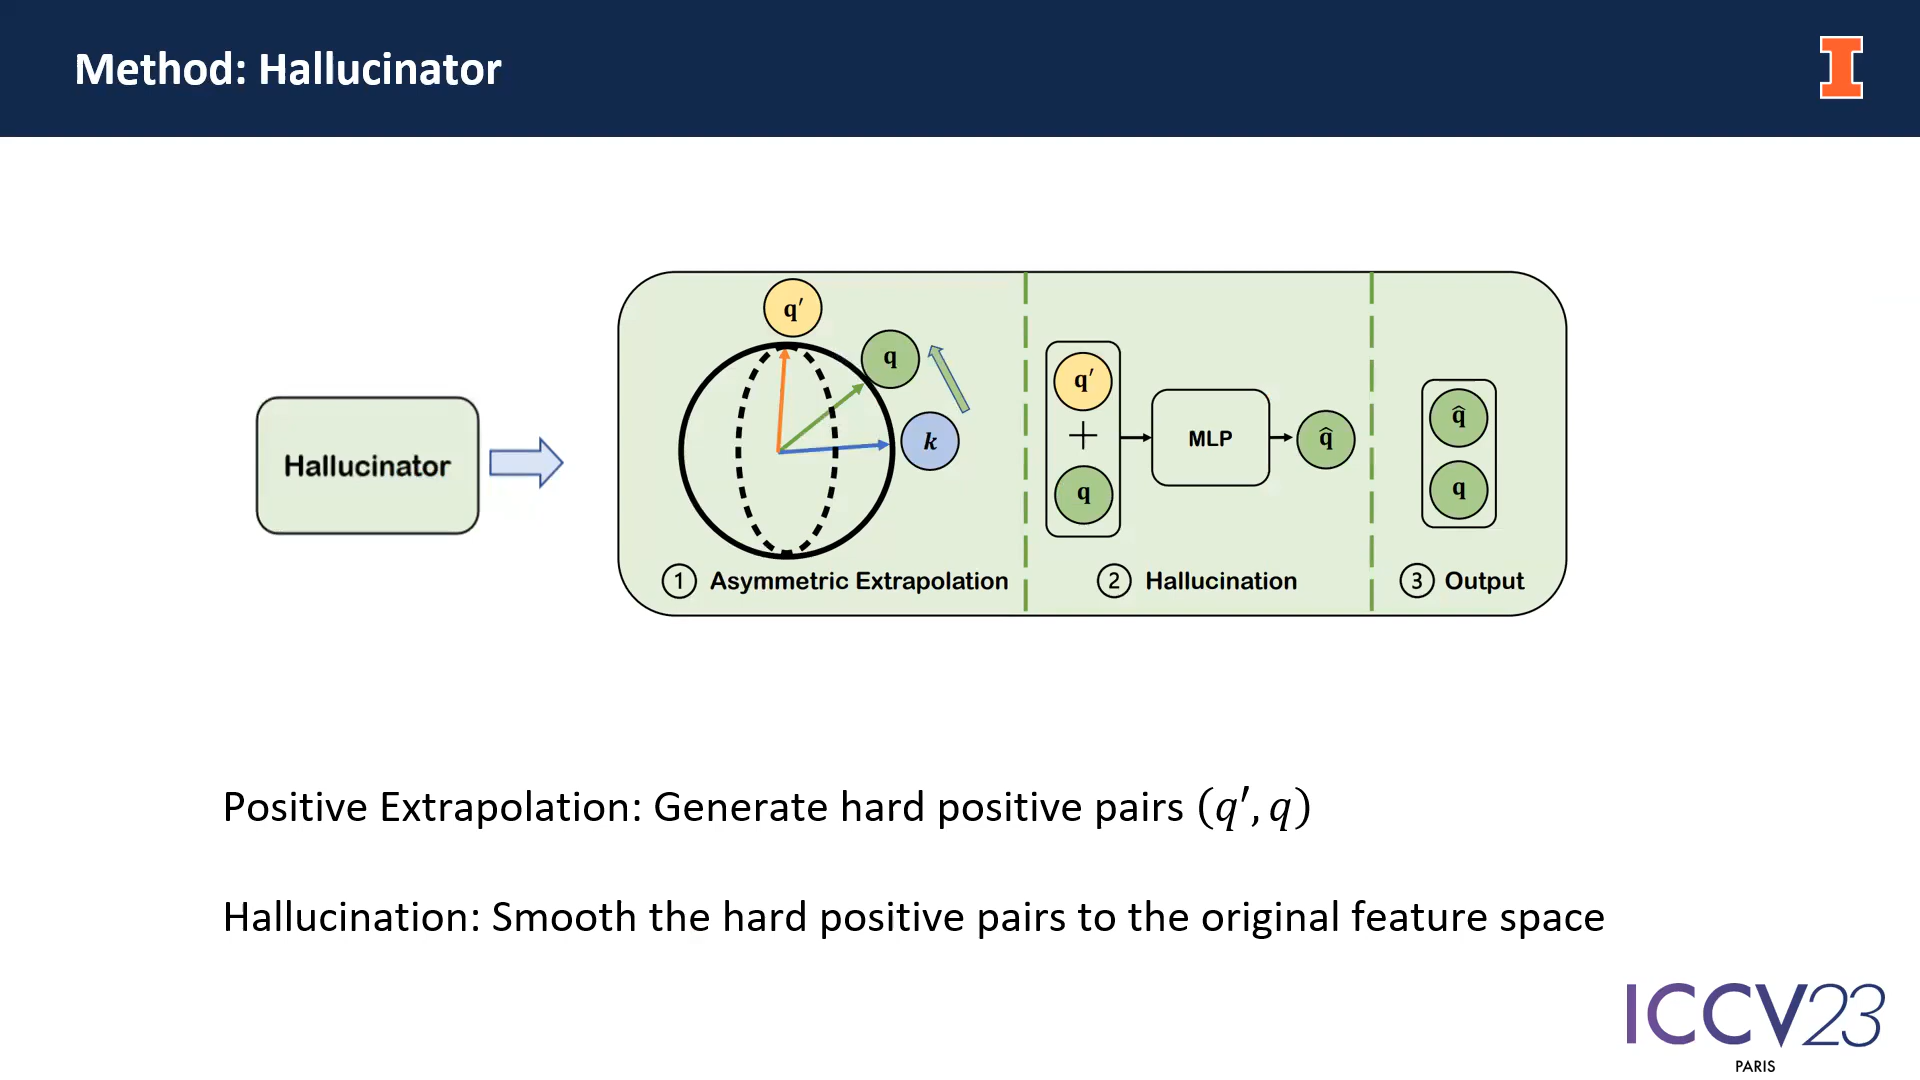 Method: Hallucinator
I
Hallucinator
q′
q
k
① Asymmetric Extrapolation
q′
+
q
MLP
q̂
② Hallucination
q̂
q
③ Output
Positive Extrapolation: Generate hard positive pairs (q′, q)
Hallucination: Smooth the hard positive pairs to the original feature space
ICCV23
PARIS